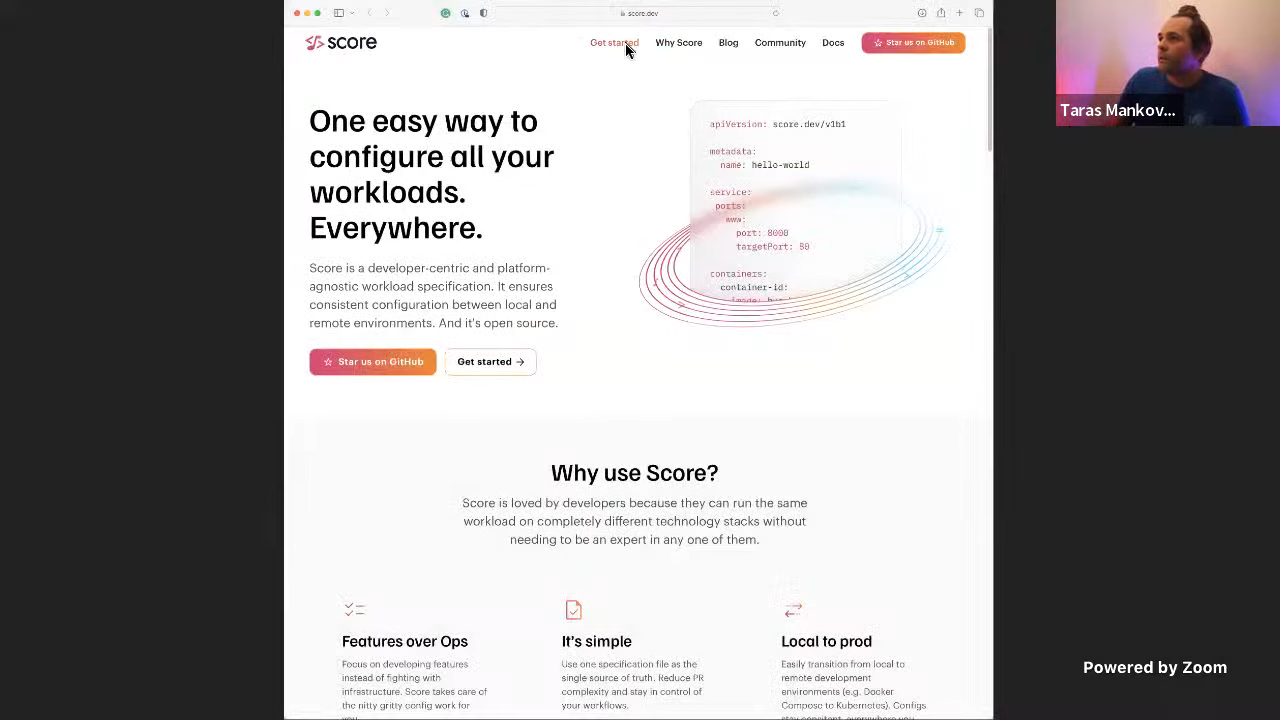 score.dev
score
Get started
Why Score
Blog
Community
Docs
Star us on GitHub
Taras Mankov...
One easy way to
configure all your
workloads.
Everywhere.
Score is a developer-centric and platform-
agnostic workload specification. It ensures
consistent configuration between local and
remote environments. And it's open source.
Star us on GitHub
Get started →
apiVersion: score.dev/v1b1
metadata:
name: hello-world
service:
ports:
www:
port: 8000
targetPort: 80
containers:
container-id:
image:
Why use Score?
Score is loved by developers because they can run the same
workload on completely different technology stacks without
needing to be an expert in any one of them.
Features over Ops
Focus on developing features
instead of fighting with
infrastructure. Score takes care of
the nitty gritty config work for
you.
It's simple
Use one specification file as the
single source of truth. Reduce PR
complexity and stay in control of
your workflows.
Local to prod
Easily transition from local to
remote development
environments (e.g. Docker
Compose to Kubernetes). Configs
Powered by Zoom